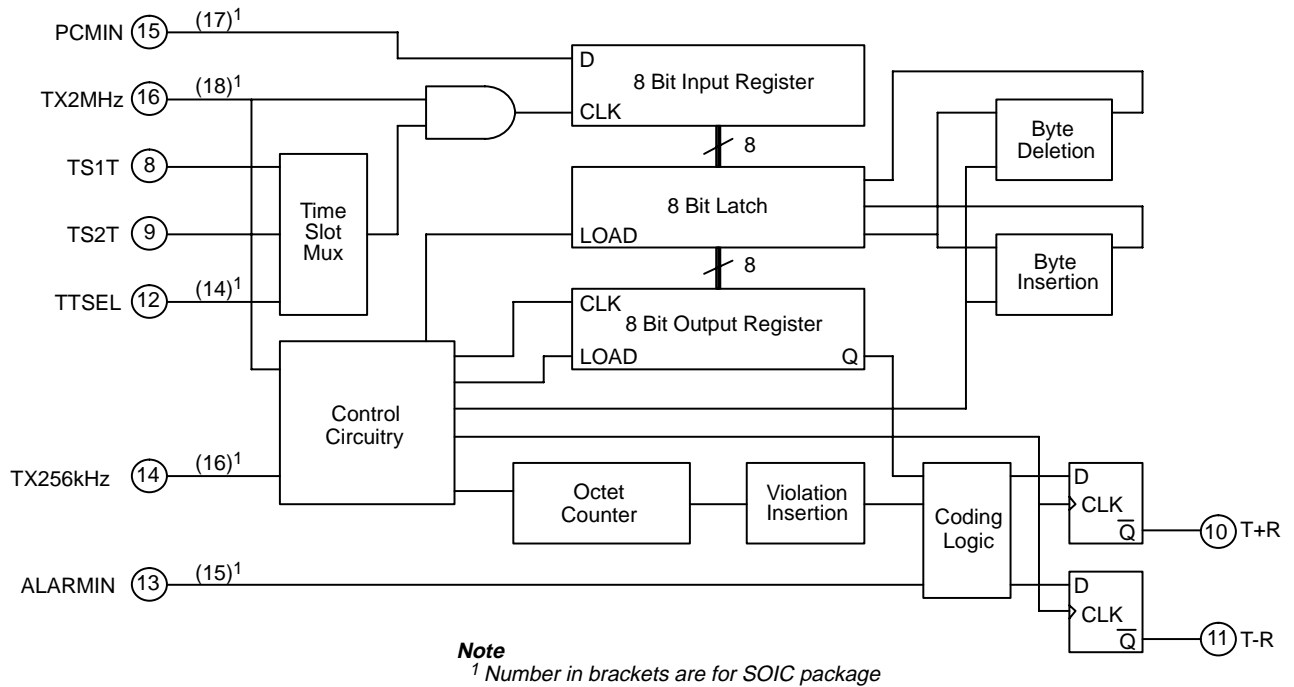 PCMIN 15 (17)1
TX2MHz 16 (18)1
TS1T 8
TS2T 9
TTSEL 12 (14)1
TX256kHz 14 (16)1
ALARMIN 13 (15)1
Time
Slot
Mux
Control
Circuitry
D
8 Bit Input Register
CLK
8
8 Bit Latch
LOAD
8
CLK
8 Bit Output Register
LOAD Q
Byte
Deletion
Byte
Insertion
Octet
Counter
Violation
Insertion
Coding
Logic
D
CLK
Q̅
10 T+R
D
CLK
Q̅
11 T-R
Note
1 Number in brackets are for SOIC package